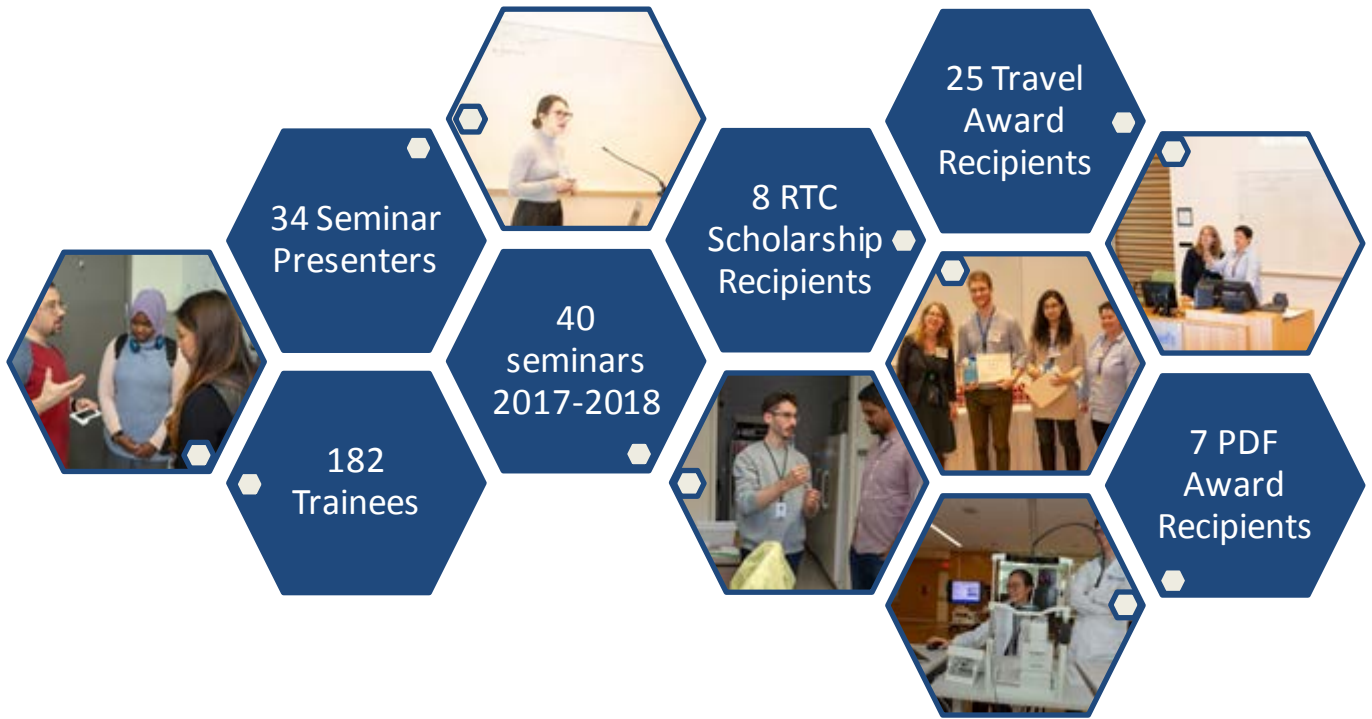 34 Seminar
Presenters
182
Trainees
40
seminars
2017-2018
8 RTC
Scholarship
Recipients
25 Travel
Award
Recipients
7 PDF
Award
Recipients